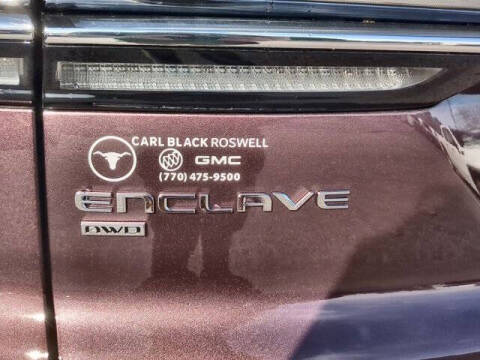 CARL BLACK ROSWELL
GMC
(770) 475-9500
ENCLAVE
AWD